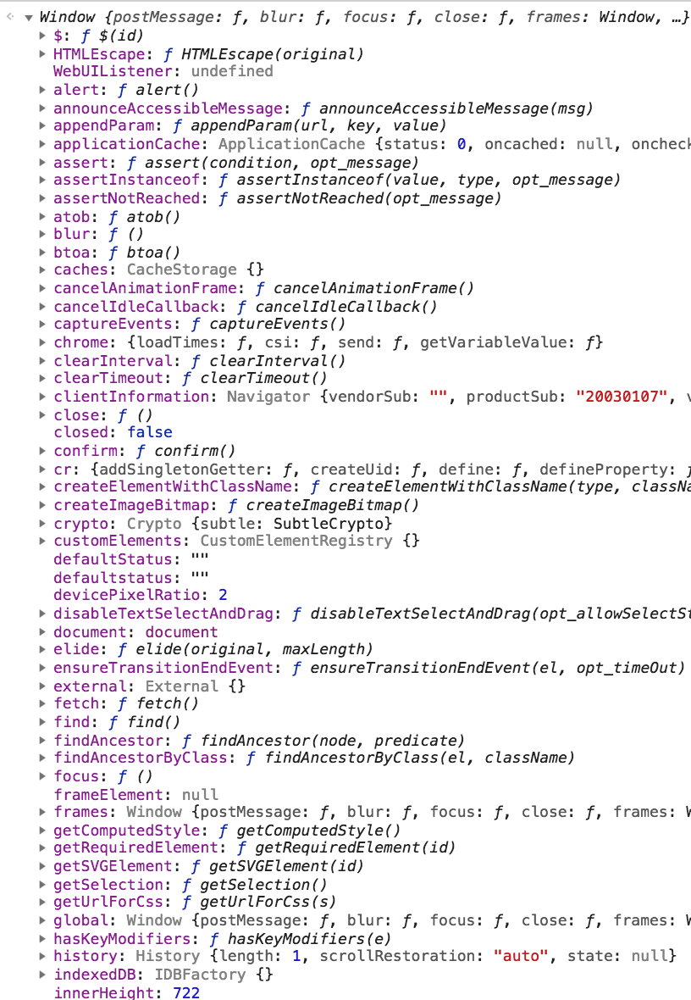 Window {postMessage: ƒ, blur: ƒ, focus: ƒ, close: ƒ, frames: Window, …}
$: ƒ $(id)
HTMLEscape: ƒ HTMLEscape(original)
WebUIListener: undefined
alert: ƒ alert()
announceAccessibleMessage: ƒ announceAccessibleMessage(msg)
appendParam: ƒ appendParam(url, key, value)
applicationCache: ApplicationCache {status: 0, oncached: null, oncheck
assert: ƒ assert(condition, opt_message)
assertInstanceof: ƒ assertInstanceof(value, type, opt_message)
assertNotReached: ƒ assertNotReached(opt_message)
atob: ƒ atob()
blur: ƒ ()
btoa: ƒ btoa()
caches: CacheStorage {}
cancelAnimationFrame: ƒ cancelAnimationFrame()
cancelIdleCallback: ƒ cancelIdleCallback()
captureEvents: ƒ captureEvents()
chrome: {loadTimes: ƒ, csi: ƒ, send: ƒ, getVariableValue: ƒ}
clearInterval: ƒ clearInterval()
clearTimeout: ƒ clearTimeout()
clientInformation: Navigator {vendorSub: "", productSub: "20030107", v
close: ƒ ()
closed: false
confirm: ƒ confirm()
cr: {addSingletonGetter: ƒ, createUid: ƒ, define: ƒ, defineProperty: ƒ
createElementWithClassName: ƒ createElementWithClassName(type, classNa
createImageBitmap: ƒ createImageBitmap()
crypto: Crypto {subtle: SubtleCrypto}
customElements: CustomElementRegistry {}
defaultStatus: ""
defaultstatus: ""
devicePixelRatio: 2
disableTextSelectAndDrag: ƒ disableTextSelectAndDrag(opt_allowSelectSt
document: document
elide: ƒ elide(original, maxLength)
ensureTransitionEndEvent: ƒ ensureTransitionEndEvent(el, opt_timeOut)
external: External {}
fetch: ƒ fetch()
find: ƒ find()
findAncestor: ƒ findAncestor(node, predicate)
findAncestorByClass: ƒ findAncestorByClass(el, className)
focus: ƒ ()
frameElement: null
frames: Window {postMessage: ƒ, blur: ƒ, focus: ƒ, close: ƒ, frames: W
getComputedStyle: ƒ getComputedStyle()
getRequiredElement: ƒ getRequiredElement(id)
getSVGElement: ƒ getSVGElement(id)
getSelection: ƒ getSelection()
getUrlForCss: ƒ getUrlForCss(s)
global: Window {postMessage: ƒ, blur: ƒ, focus: ƒ, close: ƒ, frames: W
hasKeyModifiers: ƒ hasKeyModifiers(e)
history: History {length: 1, scrollRestoration: "auto", state: null}
indexedDB: IDBFactory {}
innerHeight: 722